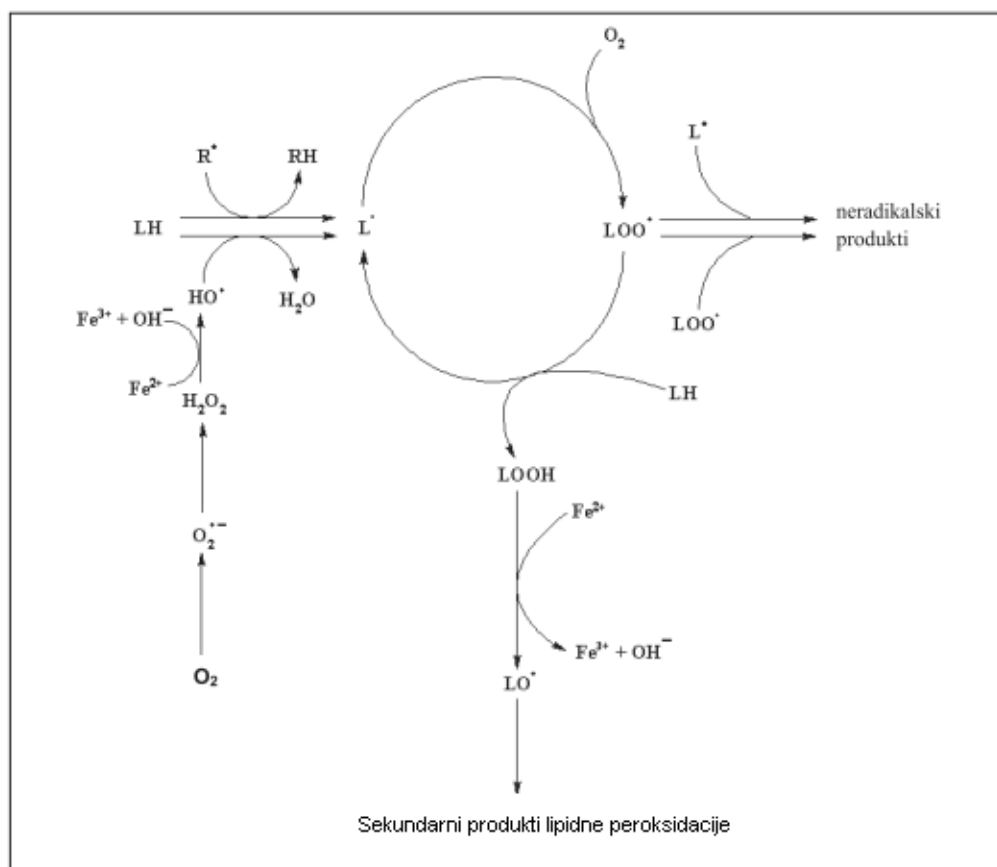 O₂
L•
R•
RH
neradikalski
LH
L•
LOO•
produkti
HO•
H₂O
Fe³⁺ + OH⁻
LOO•
Fe²⁺
H₂O₂
LH
LOOH
Fe²⁺
O₂•−
Fe³⁺ + OH⁻
O₂
LO•
Sekundarni produkti lipidne peroksidacije